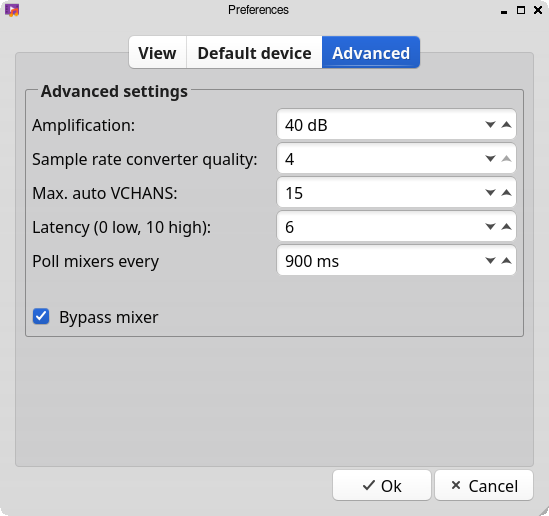 Preferences
View Default device Advanced
Advanced settings
Amplification: 40 dB
Sample rate converter quality: 4
Max. auto VCHANS: 15
Latency (0 low, 10 high): 6
Poll mixers every 900 ms
Bypass mixer
Ok Cancel